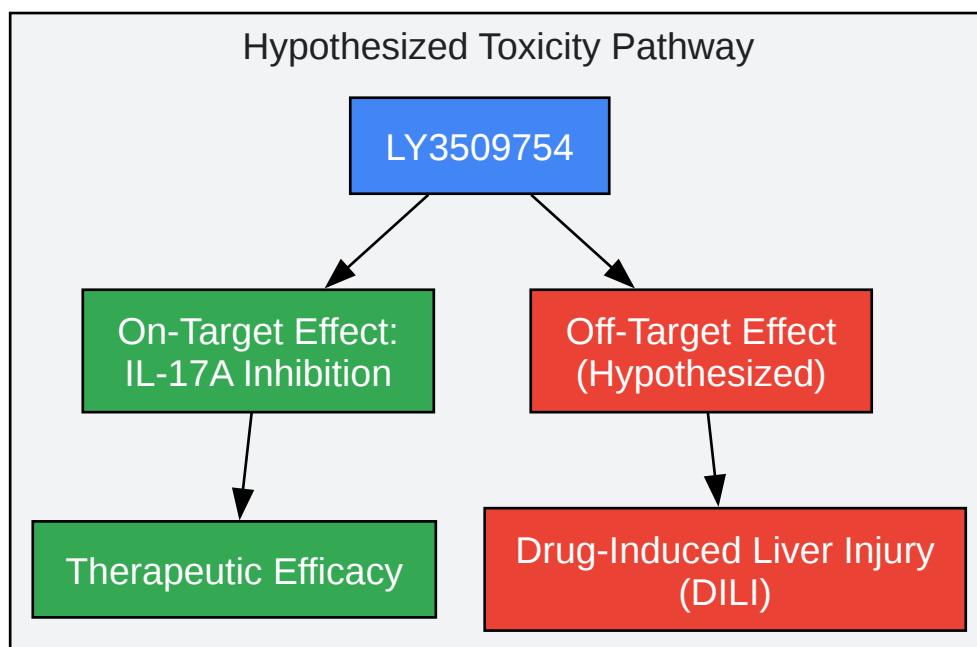 Hypothesized Toxicity Pathway
LY3509754
On-Target Effect:
IL-17A Inhibition
Off-Target Effect
(Hypothesized)
Therapeutic Efficacy
Drug-Induced Liver Injury
(DILI)